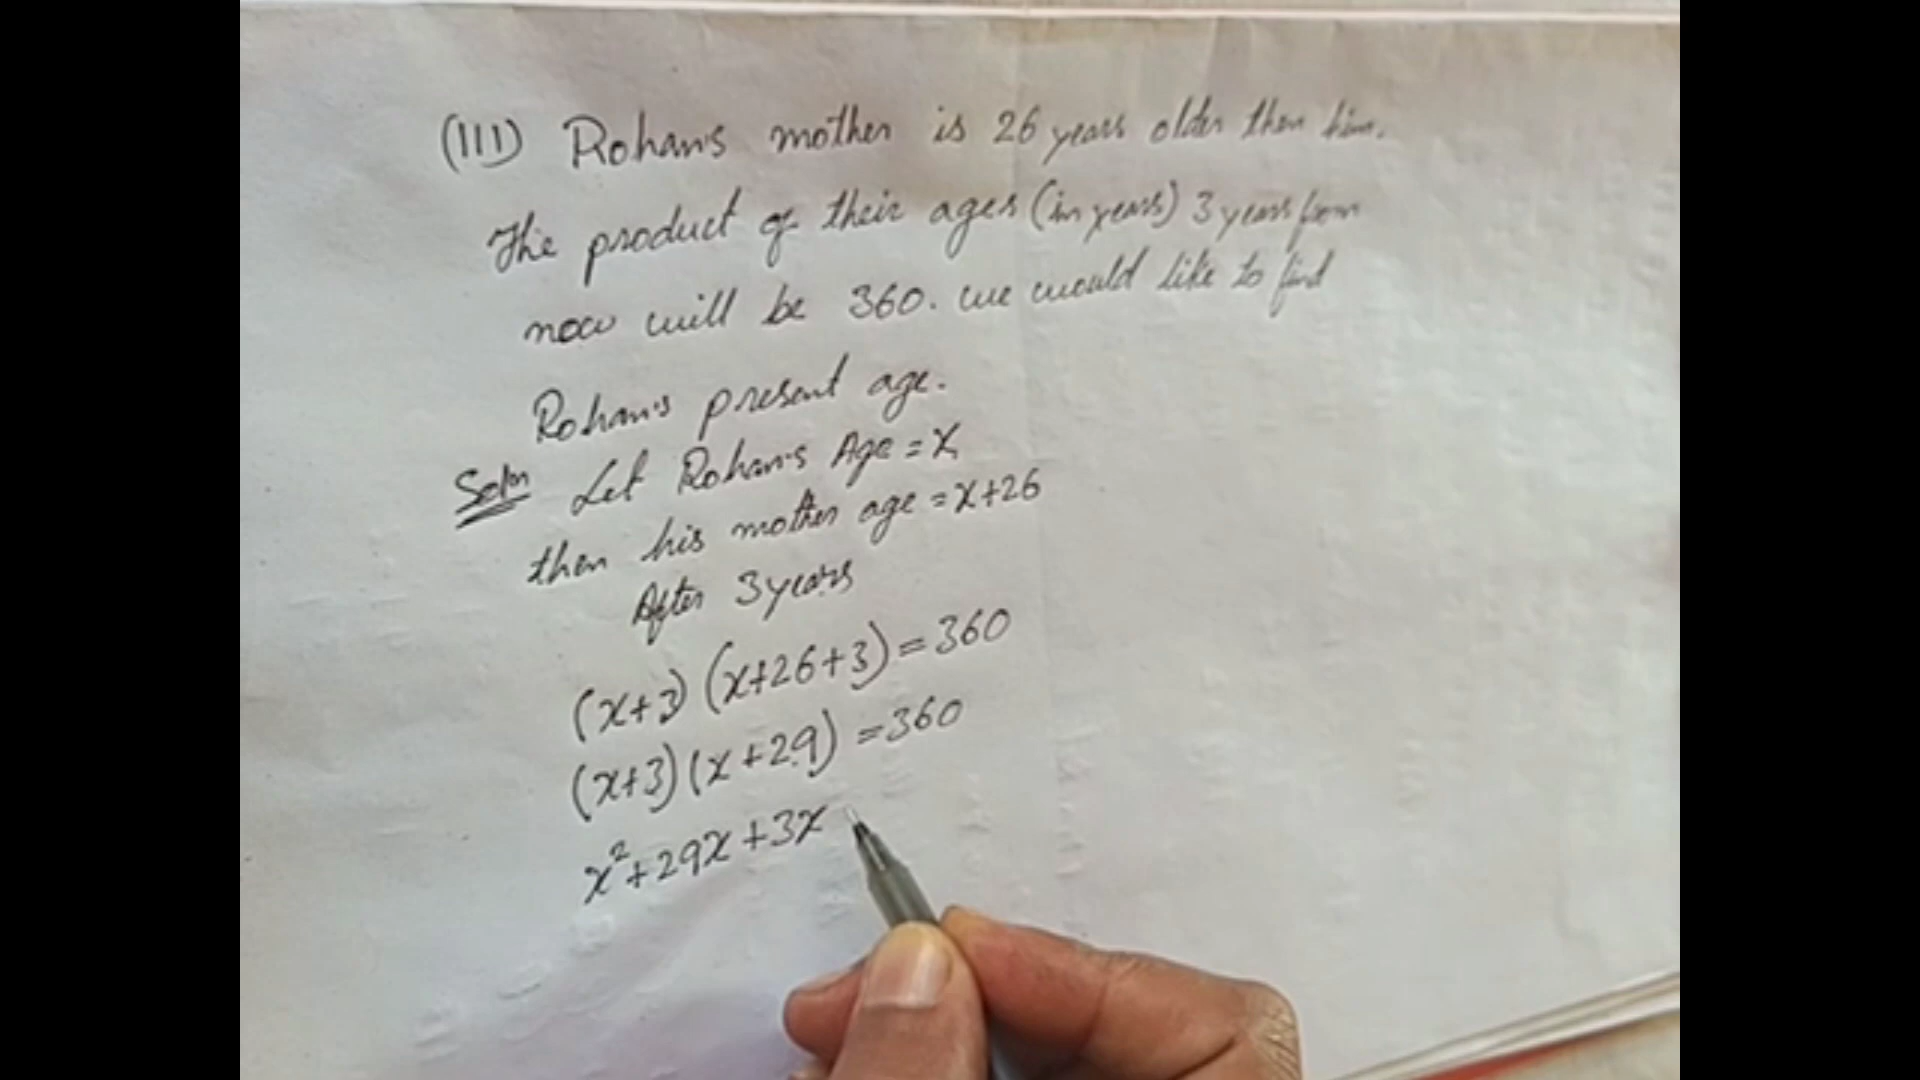 (III) Rohan's mother is 26 years older then him.
The product of their ages (in years) 3 years from
now will be 360. we would like to find
Rohan's present age.
Soln Let Rohan's Age = x
then his mother age = x+26
After 3 years
(x+3) (x+26+3) = 360
(x+3) (x+29) = 360
x²+29x+3x